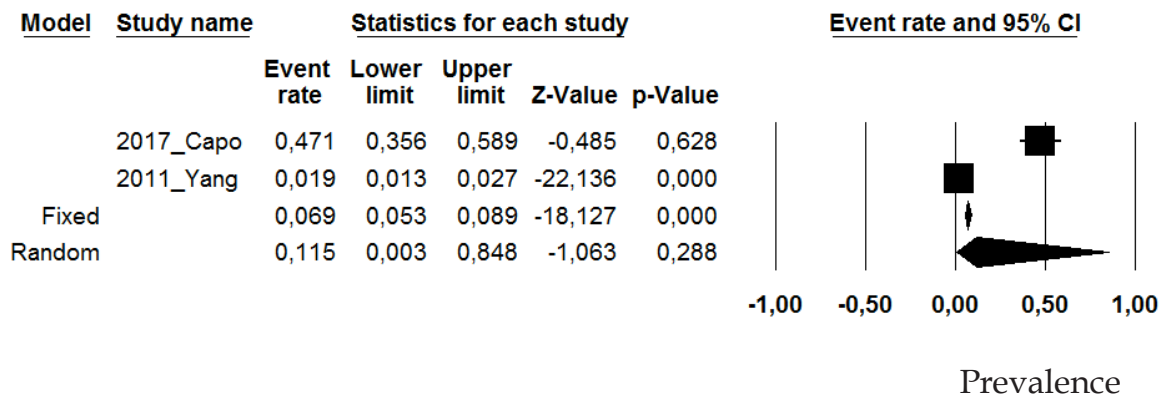 Model Study name Statistics for each study Event rate and 95% CI
Event Lower Upper
rate limit limit Z-Value p-Value
2017_Capo 0,471 0,356 0,589 -0,485 0,628
2011_Yang 0,019 0,013 0,027 -22,136 0,000
Fixed 0,069 0,053 0,089 -18,127 0,000
Random 0,115 0,003 0,848 -1,063 0,288
-1,00 -0,50 0,00 0,50 1,00
Prevalence